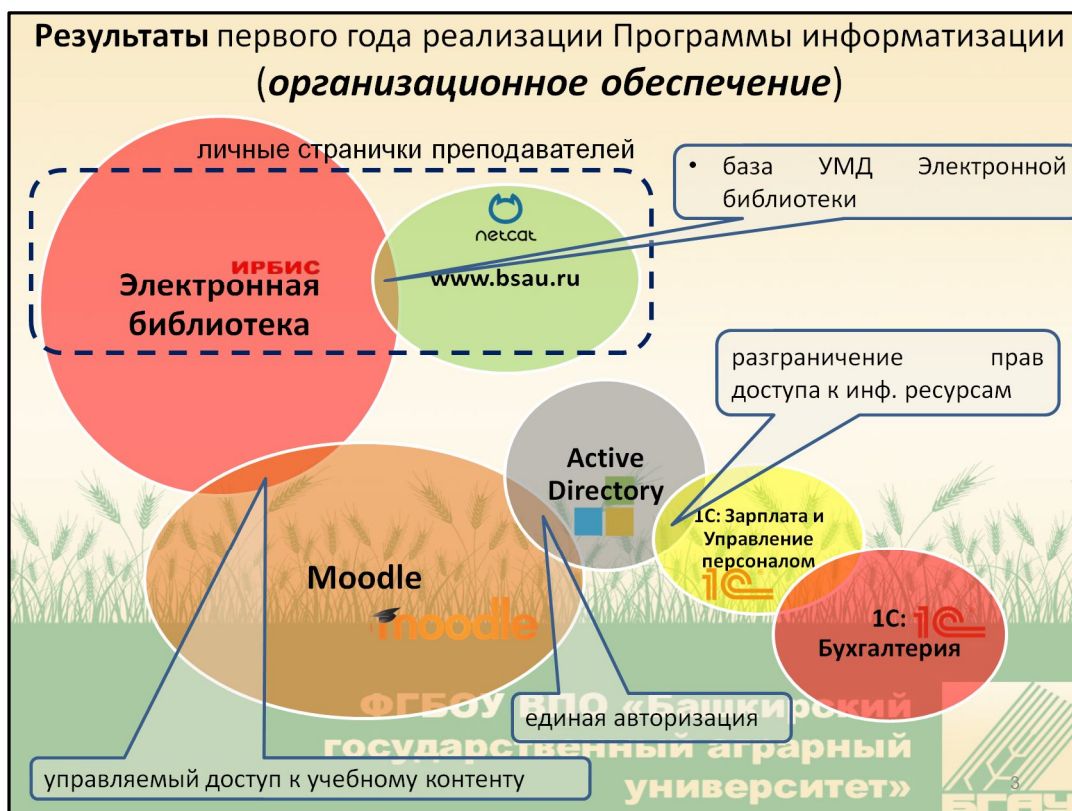 Результаты первого года реализации Программы информатизации
(организационное обеспечение)
личные странички преподавателей
• база УМД Электронной
библиотеки
netcat
www.bsau.ru
ИРБИС
Электронная
библиотека
разграничение прав
доступа к инф. ресурсам
Active
Directory
1С: Зарплата и
Управление
персоналом
1С
Moodle
moodle
1С:
1С
Бухгалтерия
единая авторизация
управляемый доступ к учебному контенту
ФГБОУ ВПО «Башкирский
государственный аграрный
университет»
3
БГАУ